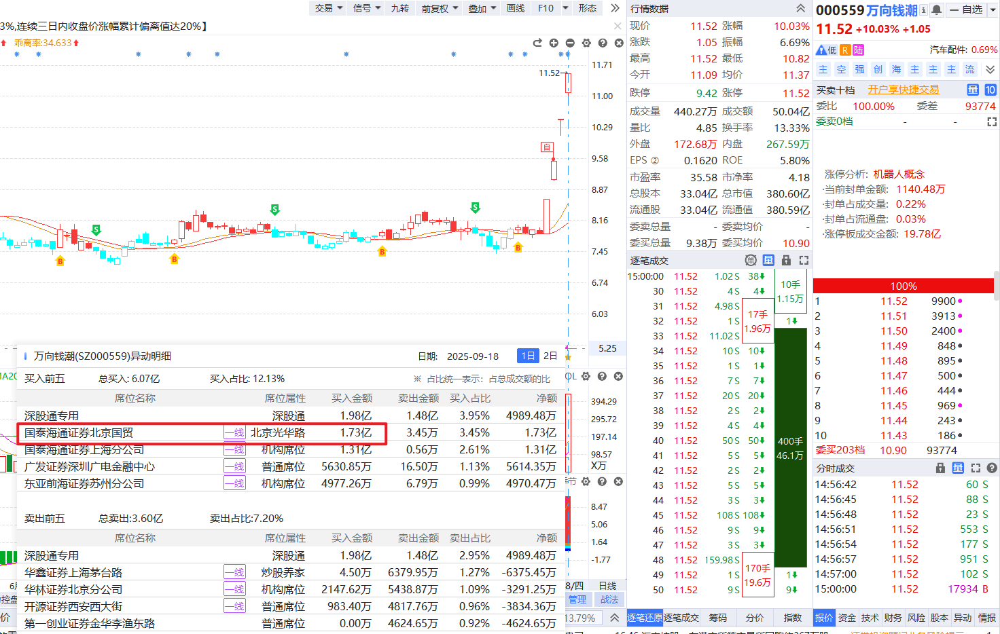 交易 信号 九转 前复权 叠加 画线 F10 形态
3%,连续三日内收盘价涨幅累计偏离值达20%】
乖离率:34.633
11.71
11.52
11.00
10.29
自
9.58
8.87
S S S
8.16
7.45
B B B B
6.74
6.03
5.25
万向钱潮(SZ000559)异动明细 日期: 2025-09-18 1日 2日
买入前五 总买入: 6.07亿 买入占比: 12.13% ※ 占比统一表示: 占总成交额的比
席位名称 席位属性 买入金额 卖出金额 买入占比 净额
深股通专用 深股通 1.98亿 1.48亿 3.95% 4989.48万
国泰海通证券北京国贸 一线 北京光华路 1.73亿 3.45万 3.45% 1.73亿
国泰海通证券上海分公司 一线 机构席位 1.31亿 0.56万 2.61% 1.31亿
广发证券深圳广电金融中心 一线 普通席位 5630.85万 16.50万 1.13% 5614.35万
东亚前海证券苏州分公司 一线 机构席位 4977.26万 6.79万 0.99% 4970.47万
卖出前五 总卖出:3.60亿 卖出占比:7.20%
席位名称 席位属性 买入金额 卖出金额 卖出占比 净额
深股通专用 深股通 1.98亿 1.48亿 2.95% 4989.48万
华鑫证券上海茅台路 一线 炒股养家 4.50万 6379.95万 1.27% -6375.45万
华林证券北京分公司 一线 机构席位 2147.62万 5438.87万 1.09% -3291.25万
开源证券西安西大街 一线 普通席位 983.40万 4817.76万 0.96% -3834.36万
第一创业证券金华李渔东路 普通席位 0.00万 4624.65万 0.92% -4624.65万
MA20
OL
394.29
295.72
197.14
98.57
X万
节
8.47
5.06
1.64
-1.77
6月
8/四 日线
控盘
管理 战法
价
13.79%
行情数据
现价 11.52 涨幅 10.03%
涨跌 1.05 振幅 6.69%
最高 11.52 最低 10.82
今开 11.09 均价 11.37
跌停 9.42 涨停 11.52
成交量 440.27万 成交额 50.04亿
量比 4.85 换手率 13.33%
外盘 172.68万 内盘 267.59万
EPS ② 0.1620 ROE 5.80%
市盈率 35.58 市净率 4.18
总股本 33.04亿 总市值 380.60亿
流通股 33.04亿 流通值 380.59亿
委卖总量 - 委卖均价 -
委买总量 9.38万 委买均价 10.90
逐笔成交 单 量
15:00:00 11.52 1.02 S 38
30 11.52 4 S 4
31 11.52 4.98 S
32 11.52 1 S
33 11.52 11.02 S
34 11.52 10 S 10
35 11.52 1 S 1
36 11.52 7 S 7
37 11.52 20 S 20
38 11.52 2 S 2
39 11.52 4 S 4
40 11.52 50 S 50
41 11.52 5 S 5
42 11.52 2 S 2
43 11.52 5 S 5
44 11.52 3 S 3
45 11.52 108 S 108
46 11.52 9 S 9
47 11.52 3 S 3
48 11.52 159.98 S
49 11.52 1 S
50 11.52 9 S
17手
1.96万
170手
19.6万
10手
1.15万
1
400手
46.1万
1
9
逐笔还原 逐笔成交 筹码 分价 指数
000559 万向钱潮 自选
11.52 +10.03% +1.05
低 R 陆 汽车配件: 0.69%
主 空 强 创 海 主 主 主 流
买卖十档 开户享快捷交易 量 10
委比 100.00% 委差 93774
委卖0档 - -
涨停分析: 机器人概念
·当前封单金额: 1140.48万
·封单占成交量: 0.22%
·封单占流通盘: 0.03%
·涨停板成交金额: 19.78亿
100%
1 11.52 9900
2 11.51 3913
3 11.50 2400
4 11.49 848
5 11.48 895
6 11.47 500
7 11.46 444
8 11.45 969
9 11.44 243
10 11.43 186
委买203档 10.90 93774
分时成交 量
14:56:42 11.52 60 S
14:56:45 11.52 88 S
14:56:48 11.52 23 S
14:56:51 11.52 553 S
14:56:54 11.52 177 S
14:56:57 11.52 951 S
14:57:00 11.52 102 S
15:00:00 11.52 17934 B
报价 资金 技术 财务 风险 股本 异动 情报